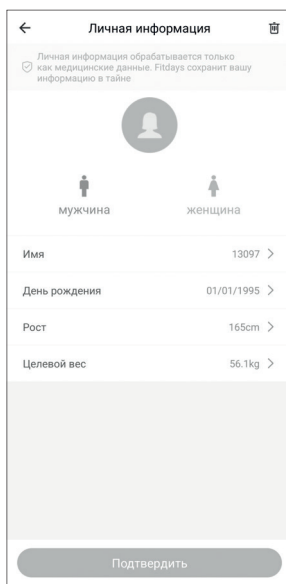 Личная информация
Личная информация обрабатывается только
как медицинские данные. Fitdays сохранит вашу
информацию в тайне
мужчина женщина
Имя 13097
День рождения 01/01/1995
Рост 165cm
Целевой вес 56.1kg
Подтвердить